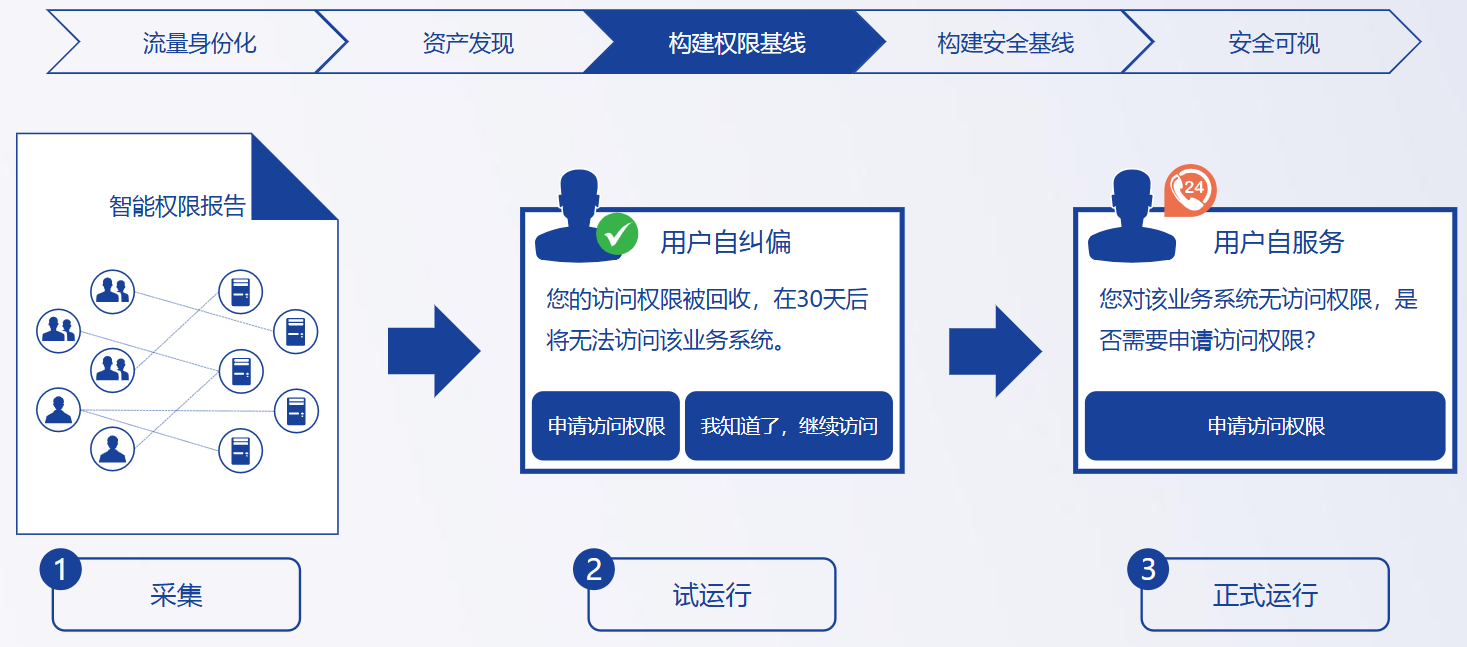 流量身份化
资产发现
构建权限基线
构建安全基线
安全可视
智能权限报告
用户自纠偏
您的访问权限被回收，在30天后
将无法访问该业务系统。
申请访问权限
我知道了，继续访问
24
用户自服务
您对该业务系统无访问权限，是
否需要申请访问权限？
申请访问权限
1
采集
2
试运行
3
正式运行